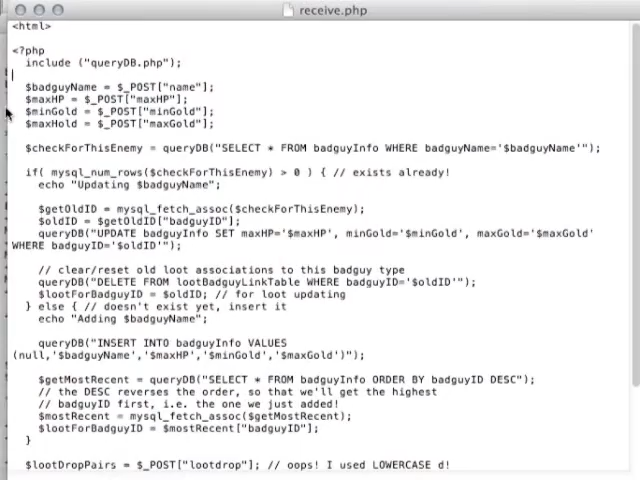 receive.php
<html>
<?php
include ("queryDB.php");
$badguyName = $_POST["name"];
$maxHP = $_POST["maxHP"];
$minGold = $_POST["minGold"];
$maxHold = $_POST["maxGold"];
$checkForThisEnemy = queryDB("SELECT * FROM badguyInfo WHERE badguyName='$badguyName'");
if( mysql_num_rows($checkForThisEnemy) > 0 ) { // exists already!
echo "Updating $badguyName";
$getOldID = mysql_fetch_assoc($checkForThisEnemy);
$oldID = $getOldID["badguyID"];
queryDB("UPDATE badguyInfo SET maxHP='$maxHP', minGold='$minGold', maxGold='$maxGold'
WHERE badguyID='$oldID'");
// clear/reset old loot associations to this badguy type
queryDB("DELETE FROM lootBadguyLinkTable WHERE badguyID='$oldID'");
$lootForBadguyID = $oldID; // for loot updating
} else { // doesn't exist yet, insert it
echo "Adding $badguyName";
queryDB("INSERT INTO badguyInfo VALUES
(null,'$badguyName','$maxHP','$minGold','$maxGold')");
$getMostRecent = queryDB("SELECT * FROM badguyInfo ORDER BY badguyID DESC");
// the DESC reverses the order, so that we'll get the highest
// badguyID first, i.e. the one we just added!
$mostRecent = mysql_fetch_assoc($getMostRecent);
$lootForBadguyID = $mostRecent["badguyID"];
}
$lootDropPairs = $_POST["lootdrop"]; // oops! I used LOWERCASE d!